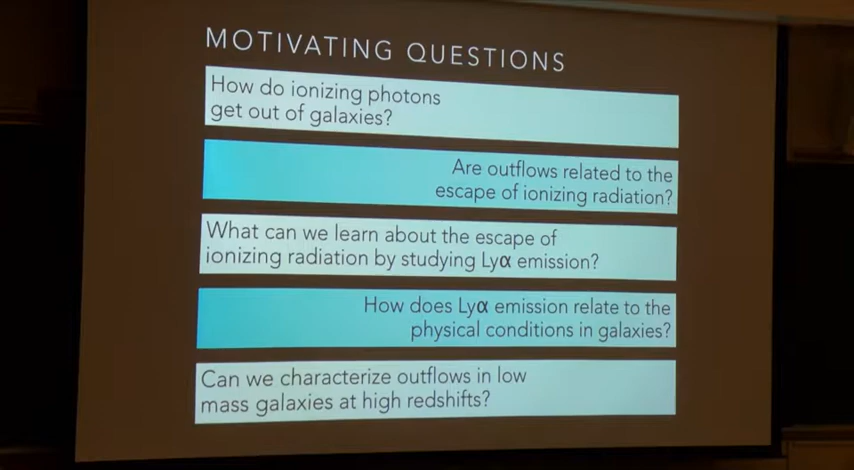 MOTIVATING QUESTIONS
How do ionizing photons
get out of galaxies?
Are outflows related to the
escape of ionizing radiation?
What can we learn about the escape of
ionizing radiation by studying Lyα emission?
How does Lyα emission relate to the
physical conditions in galaxies?
Can we characterize outflows in low
mass galaxies at high redshifts?